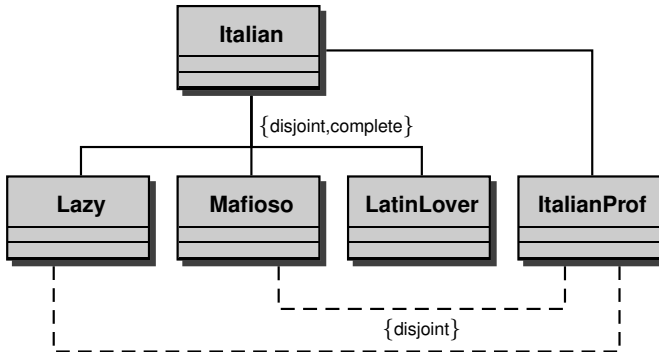 Italian
{disjoint,complete}
Lazy
Mafioso
LatinLover
ItalianProf
{disjoint}